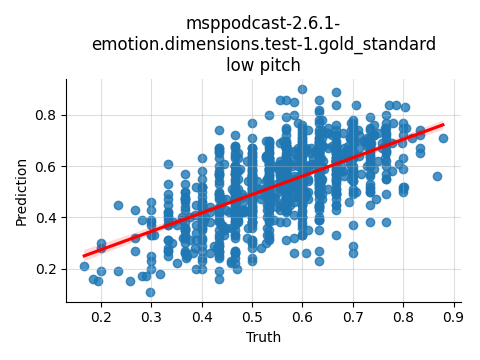 msppodcast-2.6.1-
emotion.dimensions.test-1.gold_standard
low pitch
Prediction
0.8
0.6
0.4
0.2
0.2 0.3 0.4 0.5 0.6 0.7 0.8 0.9
Truth